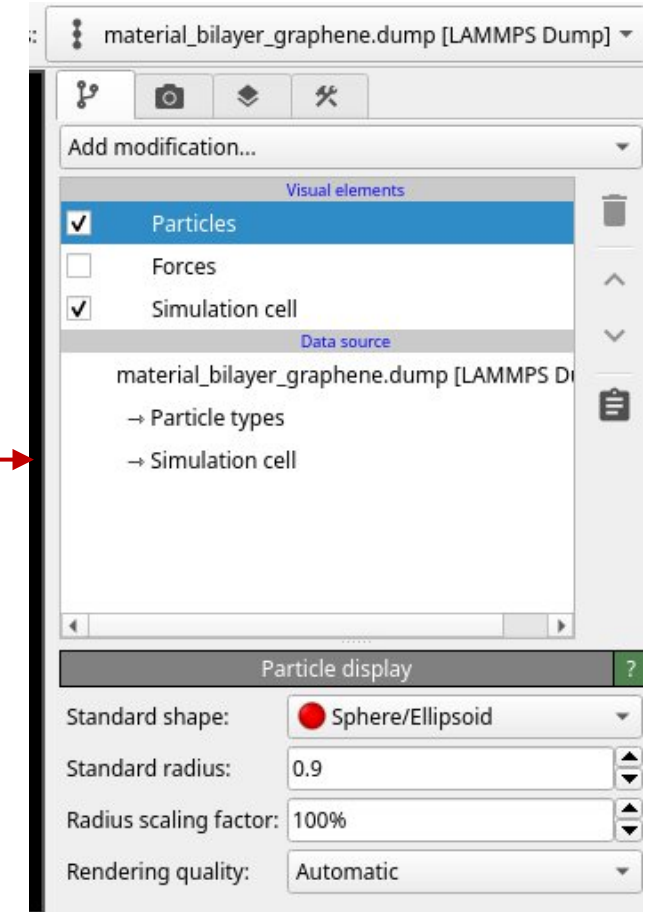 s: material_bilayer_graphene.dump [LAMMPS Dump]
Add modification...
Visual elements
Particles
Forces
Simulation cell
Data source
material_bilayer_graphene.dump [LAMMPS D
→ Particle types
→ Simulation cell
Particle display ?
Standard shape: Sphere/Ellipsoid
Standard radius: 0.9
Radius scaling factor: 100%
Rendering quality: Automatic